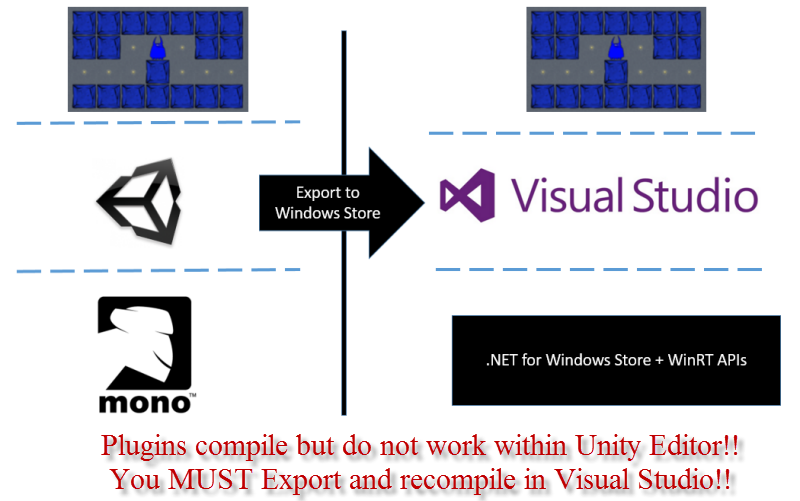 Export to
Windows Store
Visual Studio
mono™
.NET for Windows Store + WinRT APIs
Plugins compile but do not work within Unity Editor!!
You MUST Export and recompile in Visual Studio!!